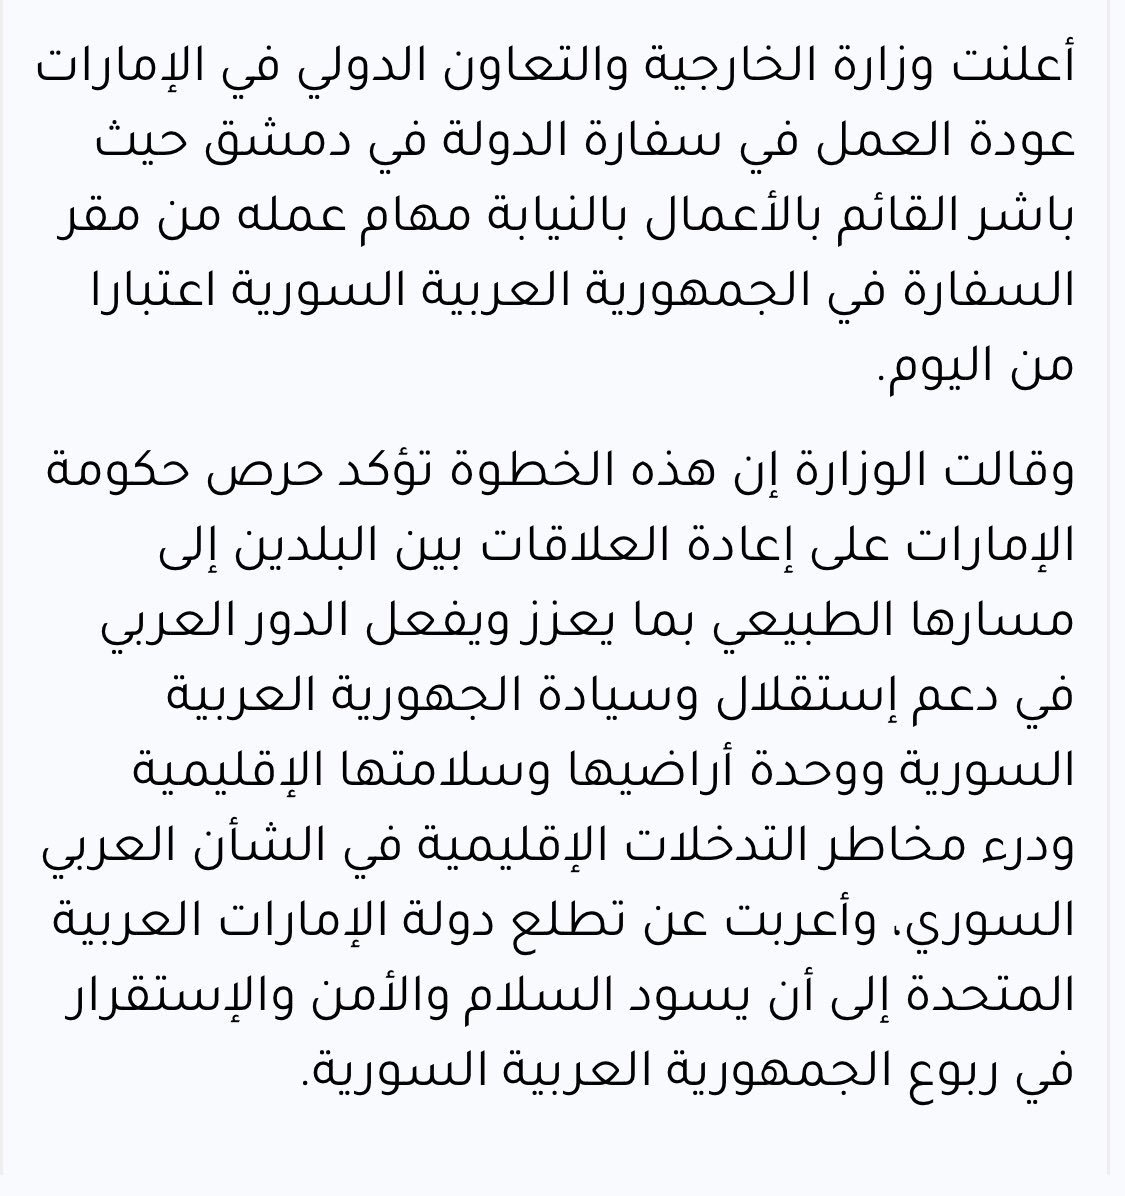 أعلنت وزارة الخارجية والتعاون الدولي في الإمارات
عودة العمل في سفارة الدولة في دمشق حيث
باشر القائم بالأعمال بالنيابة مهام عمله من مقر
السفارة في الجمهورية العربية السورية اعتبارا
من اليوم.
وقالت الوزارة إن هذه الخطوة تؤكد حرص حكومة
الإمارات على إعادة العلاقات بين البلدين إلى
مسارها الطبيعي بما يعزز ويفعل الدور العربي
في دعم إستقلال وسيادة الجهورية العربية
السورية ووحدة أراضيها وسلامتها الإقليمية
ودرء مخاطر التدخلات الإقليمية في الشأن العربي
السوري، وأعربت عن تطلع دولة الإمارات العربية
المتحدة إلى أن يسود السلام والأمن والإستقرار
في ربوع الجمهورية العربية السورية.